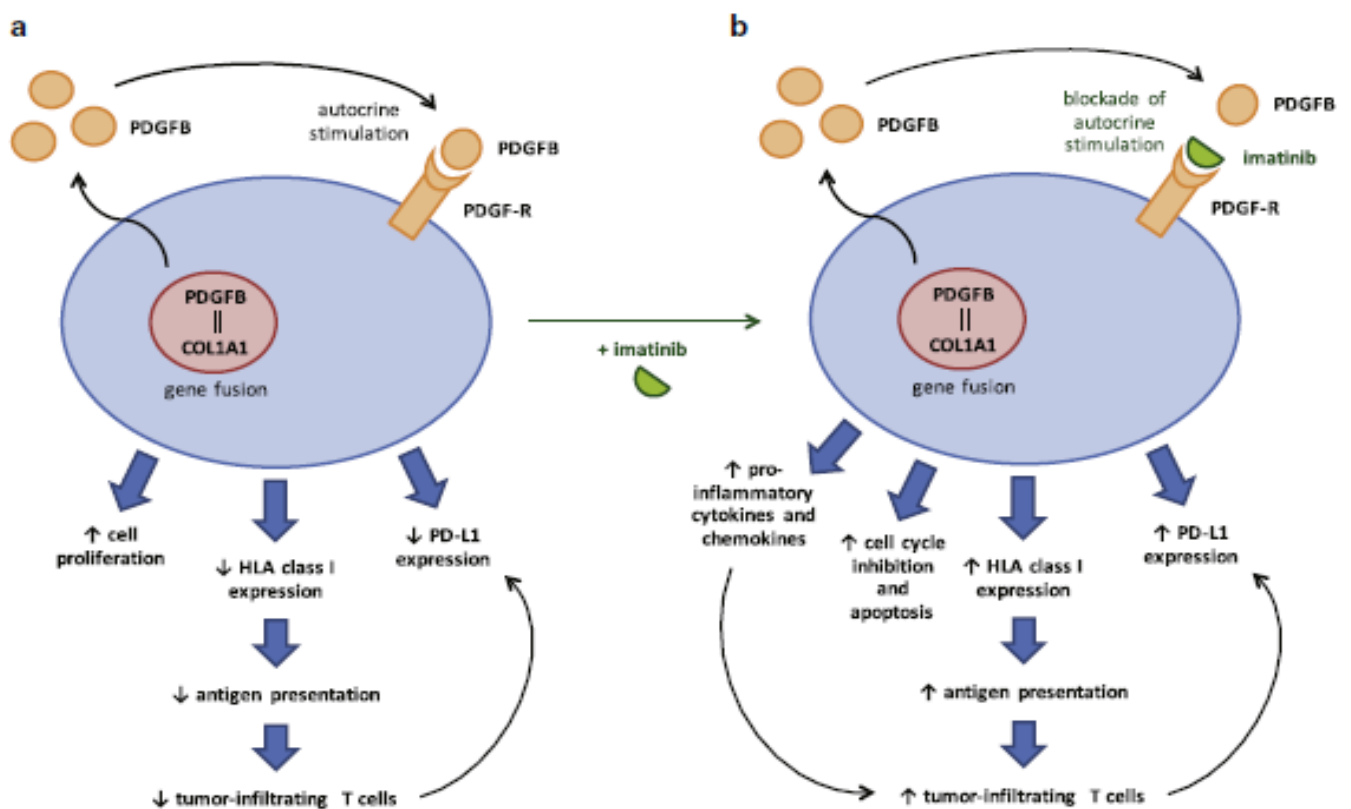 a
PDGFB
autocrine
stimulation
PDGFB
PDGF-R
PDGFB
||
COL1A1
gene fusion
↑ cell
proliferation
↓ HLA class I
expression
↓ PD-L1
expression
↓ antigen presentation
↓ tumor-infiltrating T cells
+ imatinib
b
PDGFB
blockade of
autocrine
stimulation
PDGFB
imatinib
PDGF-R
PDGFB
||
COL1A1
gene fusion
↑ pro-
inflammatory
cytokines and
chemokines
↑ cell cycle
inhibition
and
apoptosis
↑ HLA class I
expression
↑ PD-L1
expression
↑ antigen presentation
↑ tumor-infiltrating T cells